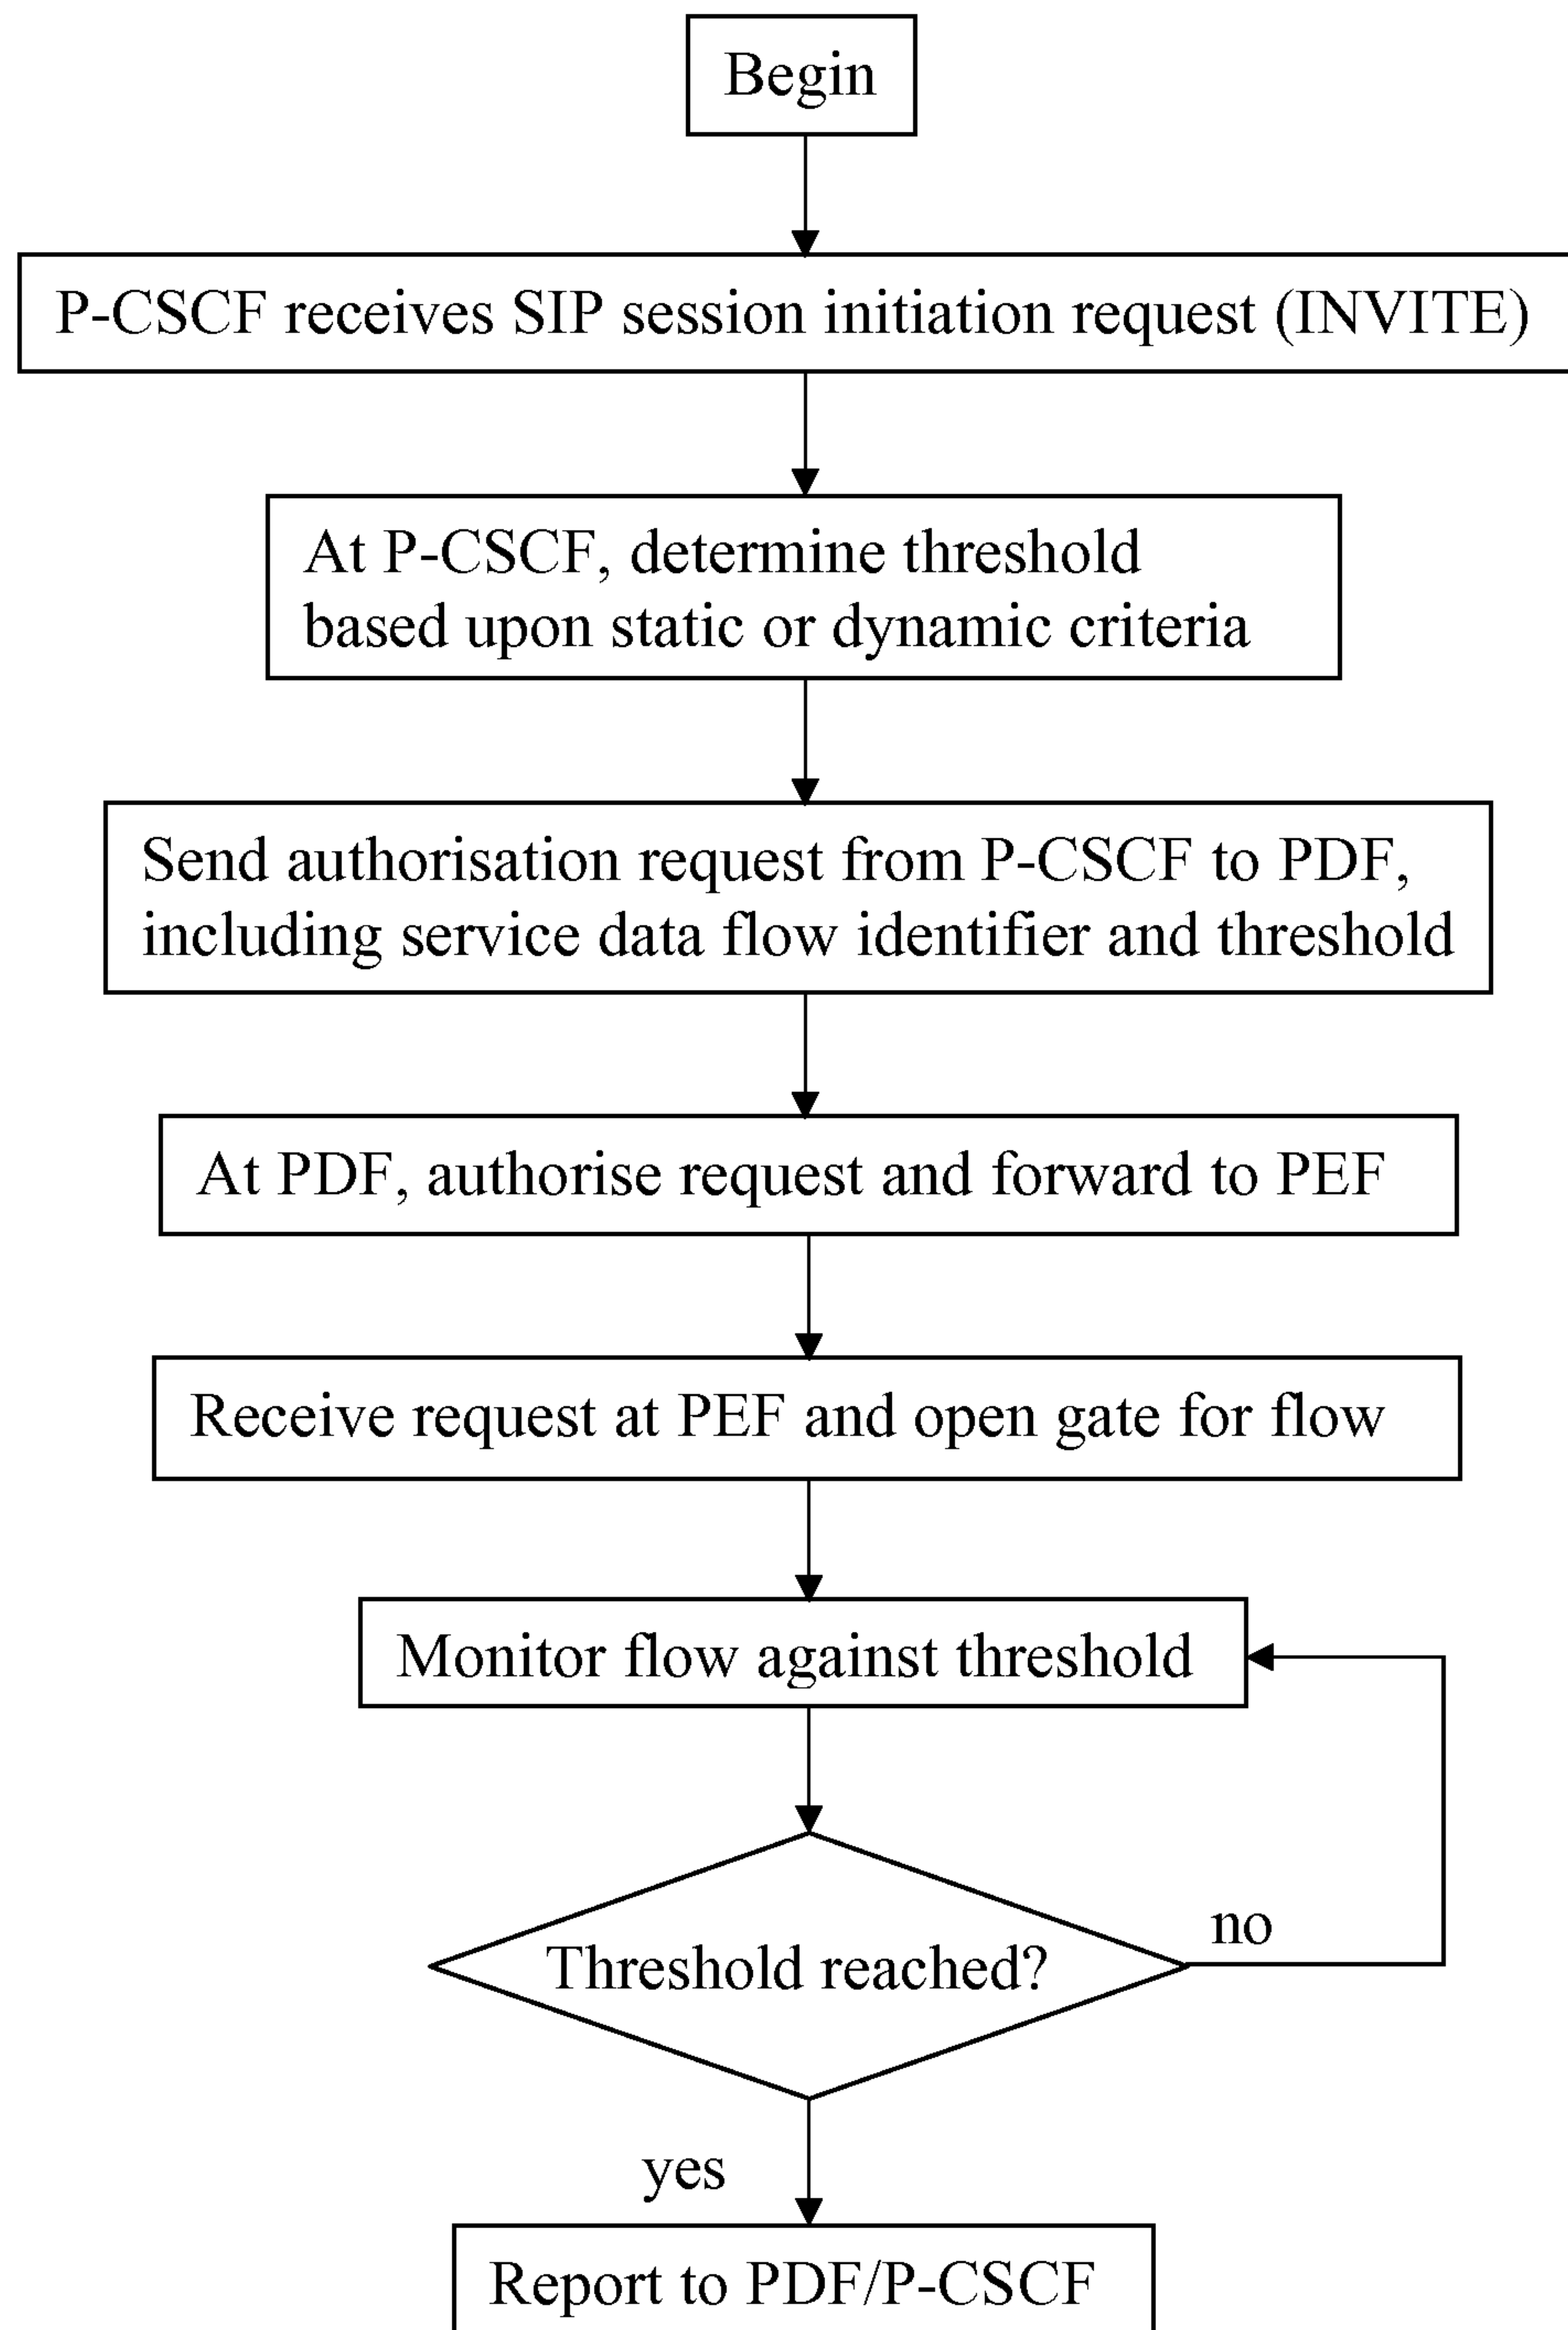 Begin
P-CSCF receives SIP session initiation request (INVITE)
At P-CSCF, determine threshold
based upon static or dynamic criteria
Send authorisation request from P-CSCF to PDF,
including service data flow identifier and threshold
At PDF, authorise request and forward to PEF
Receive request at PEF and open gate for flow
Monitor flow against threshold
Threshold reached?
no
yes
Report to PDF/P-CSCF